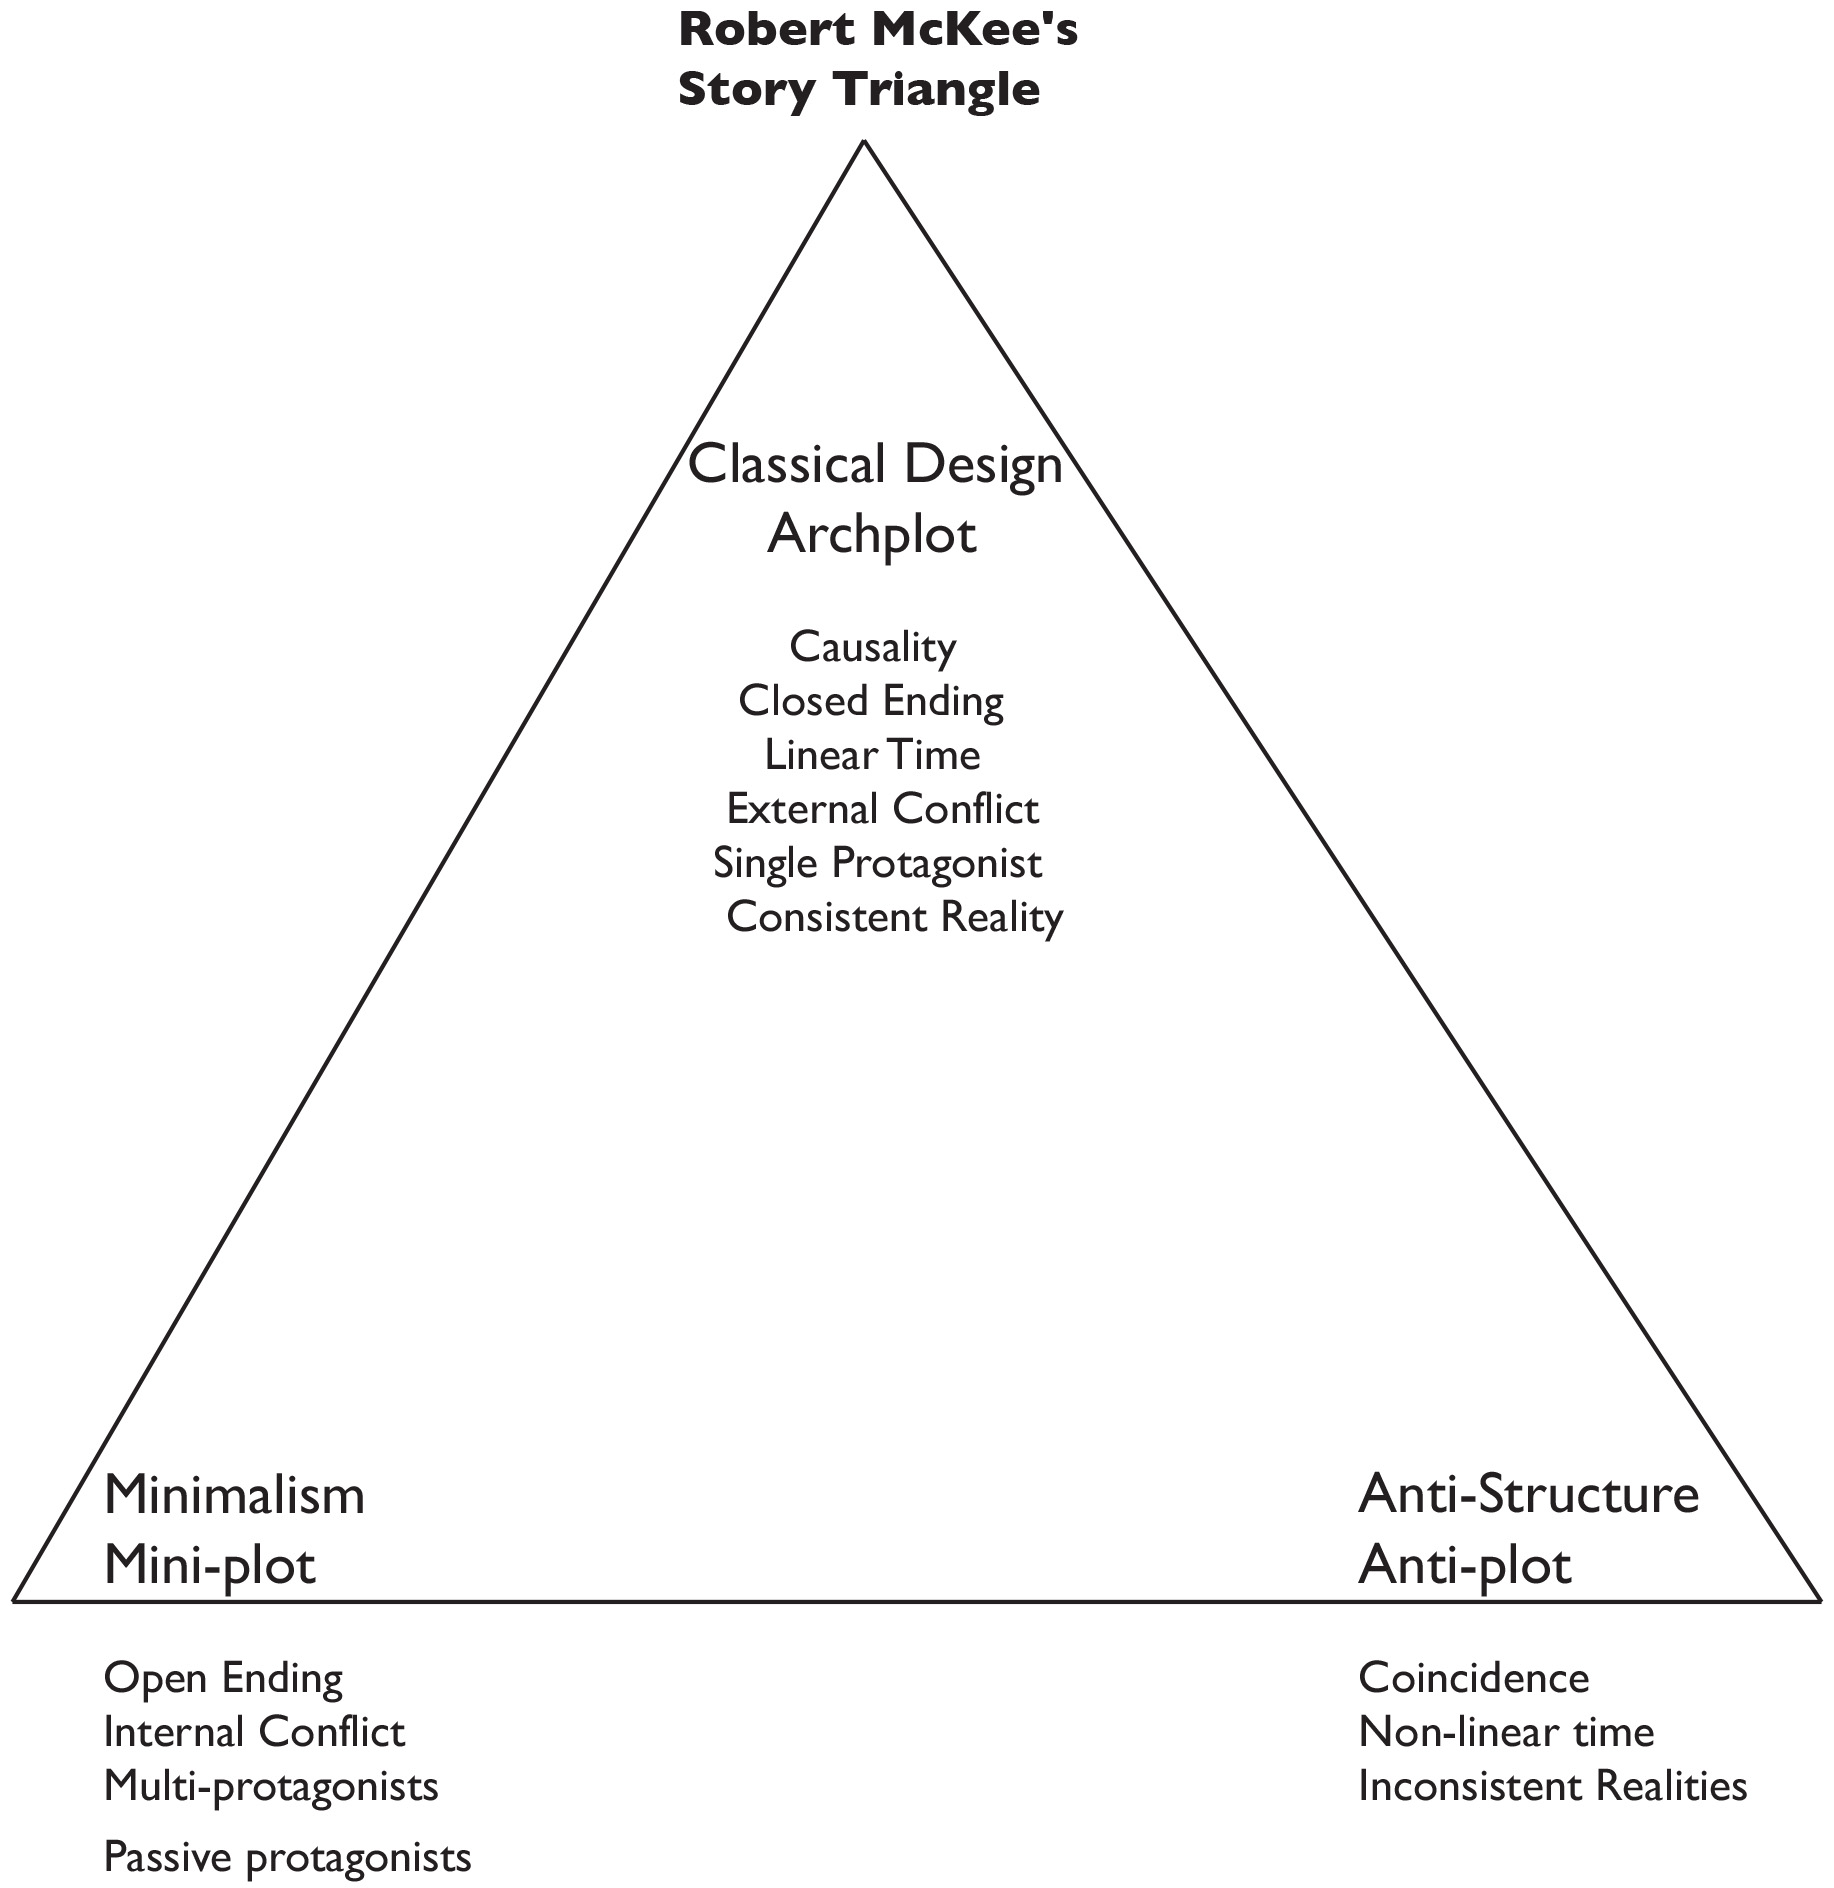 Robert McKee's
Story Triangle
Classical Design
Archplot
Causality
Closed Ending
Linear Time
External Conflict
Single Protagonist
Consistent Reality
Minimalism
Mini-plot
Open Ending
Internal Conflict
Multi-protagonists
Passive protagonists
Anti-Structure
Anti-plot
Coincidence
Non-linear time
Inconsistent Realities